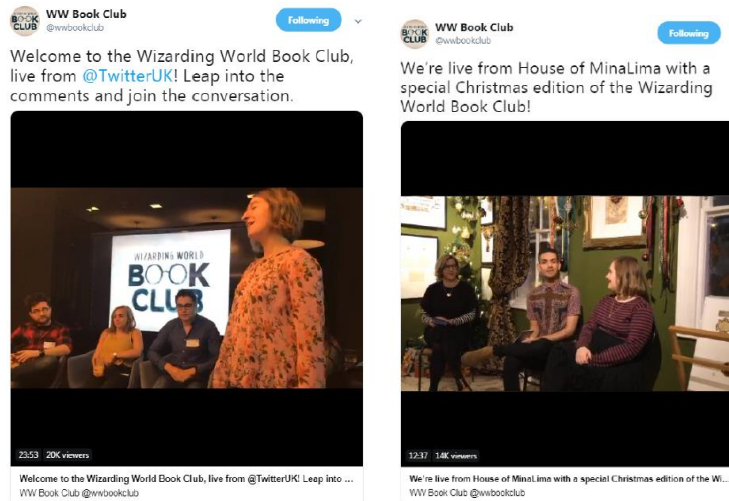 WW Book Club
@wwbookclub
Following
Welcome to the Wizarding World Book Club,
live from @TwitterUK! Leap into the
comments and join the conversation.
WIZARDING WORLD
BOOK
CLUB
23:53 20K viewers
Welcome to the Wizarding World Book Club, live from @TwitterUK! Leap into ...
WW Book Club @wwbookclub
WW Book Club
@wwbookclub
Following
We're live from House of MinaLima with a
special Christmas edition of the Wizarding
World Book Club!
12:37 14K viewers
We're live from House of MinaLima with a special Christmas edition of the Wi...
WW Book Club @wwbookclub